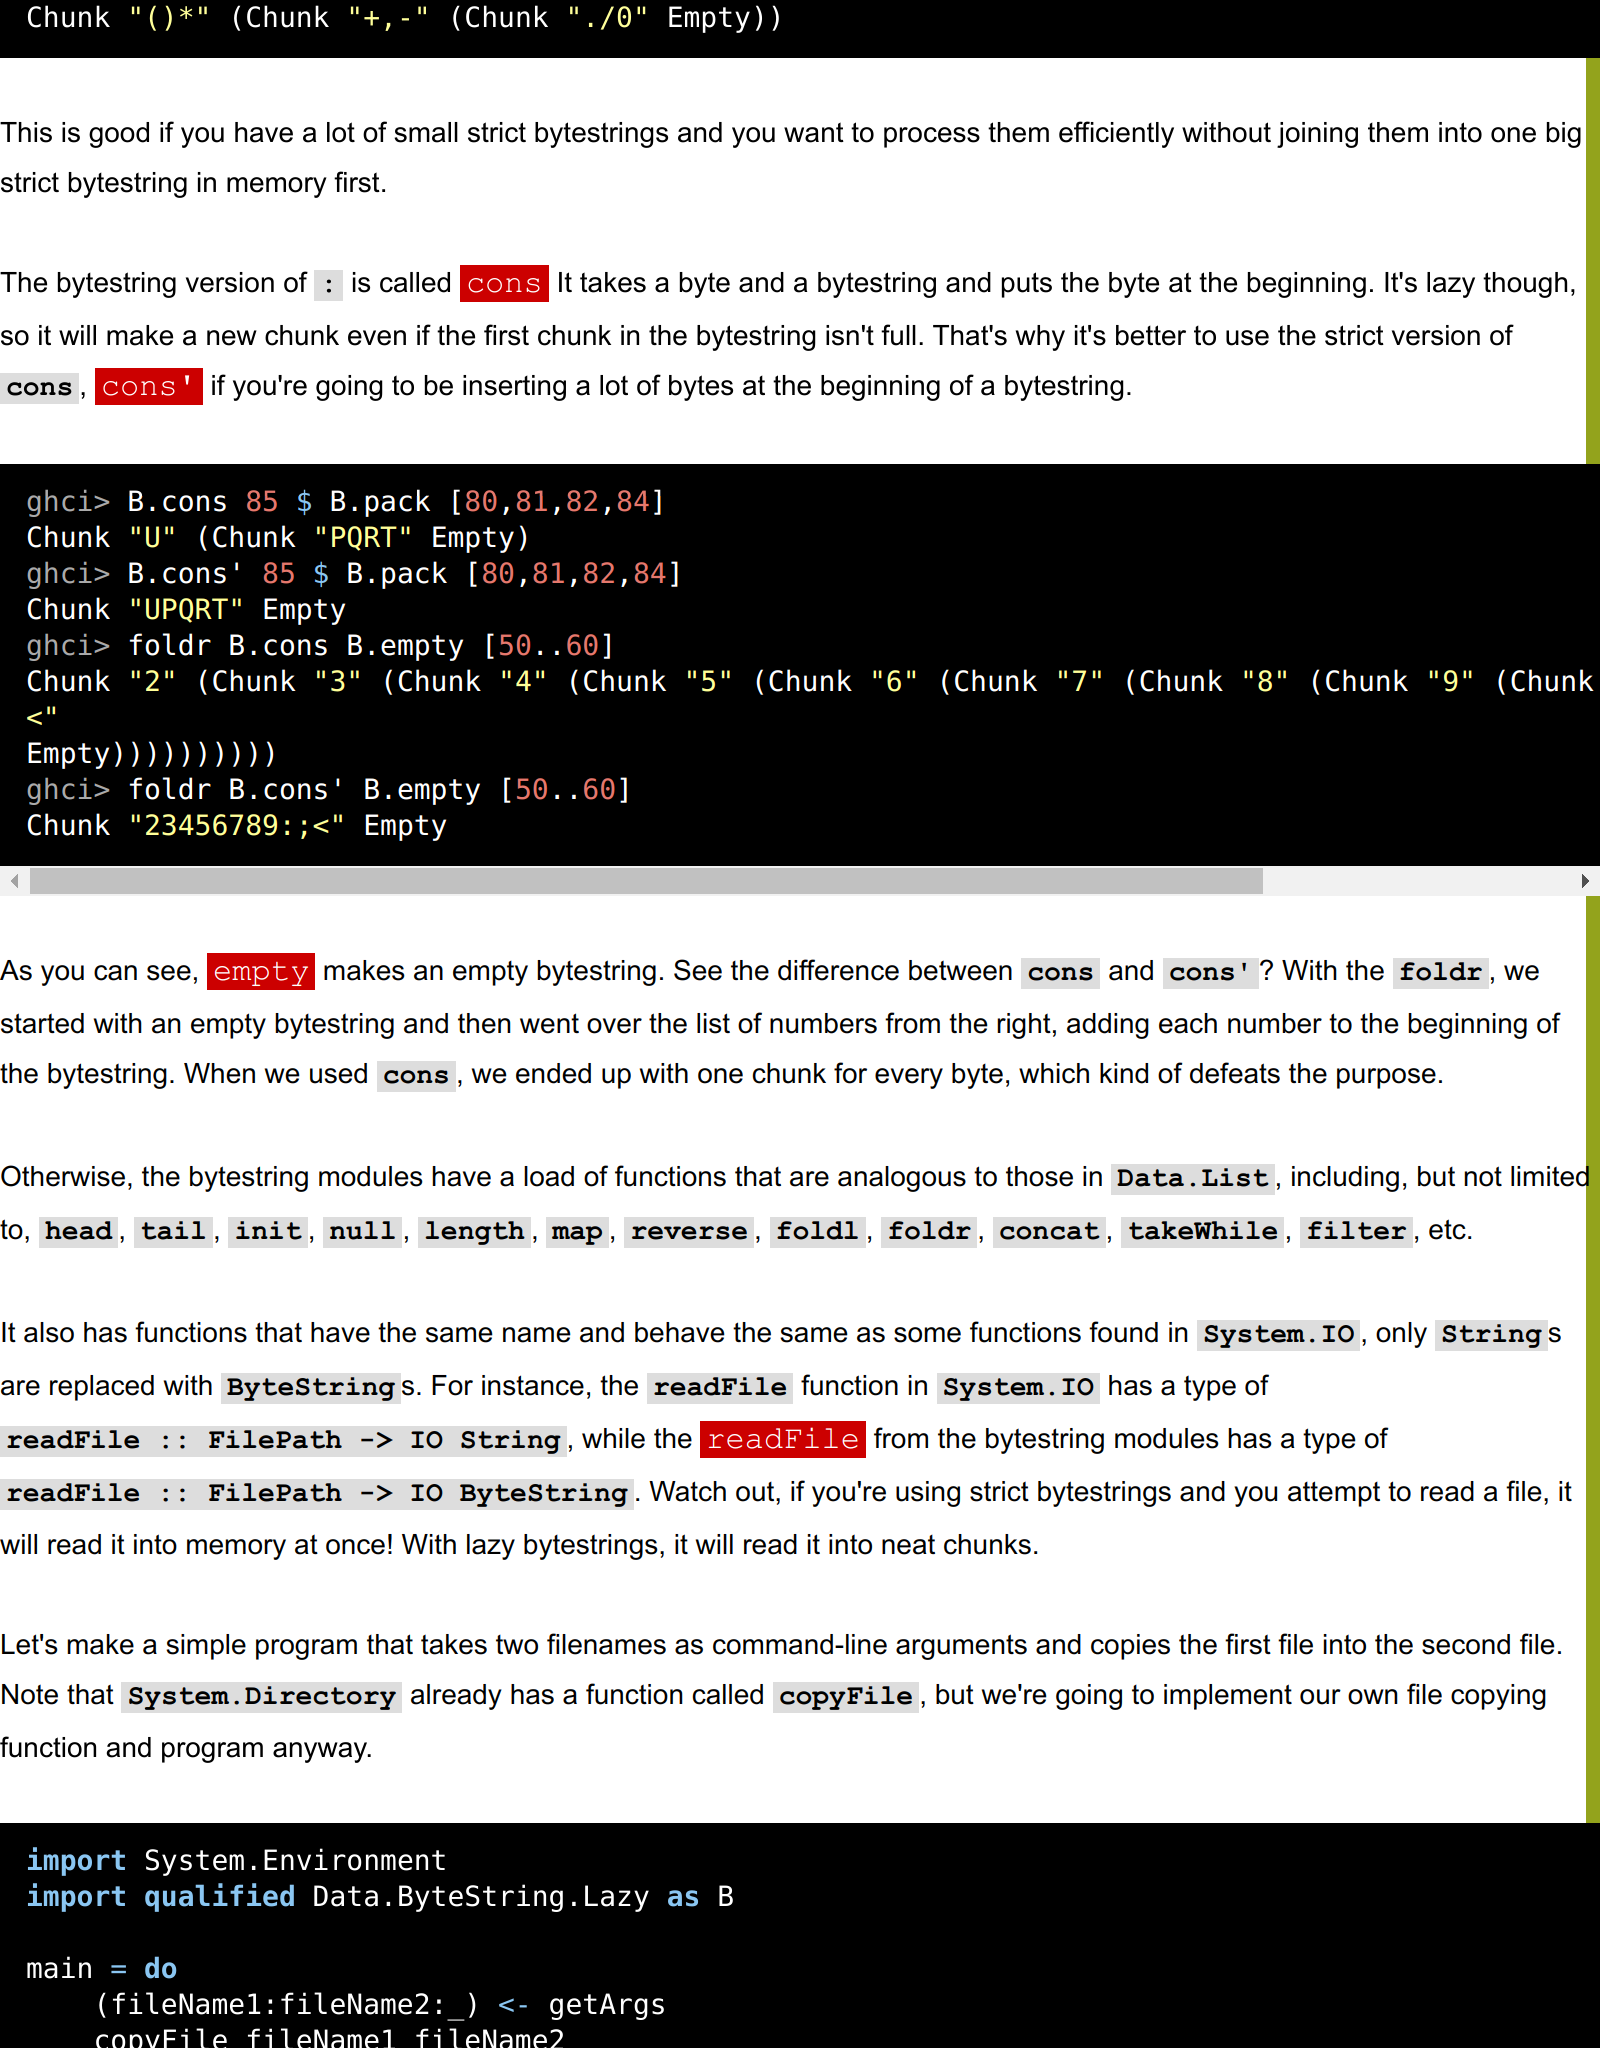 Chunk "()*" (Chunk "+,-" (Chunk "./0" Empty))
This is good if you have a lot of small strict bytestrings and you want to process them efficiently without joining them into one big
strict bytestring in memory first.
The bytestring version of : is called cons It takes a byte and a bytestring and puts the byte at the beginning. It's lazy though,
so it will make a new chunk even if the first chunk in the bytestring isn't full. That's why it's better to use the strict version of
cons, cons' if you're going to be inserting a lot of bytes at the beginning of a bytestring.
ghci> B.cons 85 $ B.pack [80,81,82,84]
Chunk "U" (Chunk "PQRT" Empty)
ghci> B.cons' 85 $ B.pack [80,81,82,84]
Chunk "UPQRT" Empty
ghci> foldr B.cons B.empty [50..60]
Chunk "2" (Chunk "3" (Chunk "4" (Chunk "5" (Chunk "6" (Chunk "7" (Chunk "8" (Chunk "9" (Chunk
<"
Empty))))))))))
ghci> foldr B.cons' B.empty [50..60]
Chunk "23456789:;<" Empty
As you can see, empty makes an empty bytestring. See the difference between cons and cons'? With the foldr, we
started with an empty bytestring and then went over the list of numbers from the right, adding each number to the beginning of
the bytestring. When we used cons, we ended up with one chunk for every byte, which kind of defeats the purpose.
Otherwise, the bytestring modules have a load of functions that are analogous to those in Data.List, including, but not limited
to, head, tail, init, null, length, map, reverse, foldl, foldr, concat, takeWhile, filter, etc.
It also has functions that have the same name and behave the same as some functions found in System.IO, only Strings
are replaced with ByteStrings. For instance, the readFile function in System.IO has a type of
readFile :: FilePath -> IO String, while the readFile from the bytestring modules has a type of
readFile :: FilePath -> IO ByteString. Watch out, if you're using strict bytestrings and you attempt to read a file, it
will read it into memory at once! With lazy bytestrings, it will read it into neat chunks.
Let's make a simple program that takes two filenames as command-line arguments and copies the first file into the second file.
Note that System.Directory already has a function called copyFile, but we're going to implement our own file copying
function and program anyway.
import System.Environment
import qualified Data.ByteString.Lazy as B
main = do
(fileName1:fileName2:_) <- getArgs
copyFile fileName1 fileName2